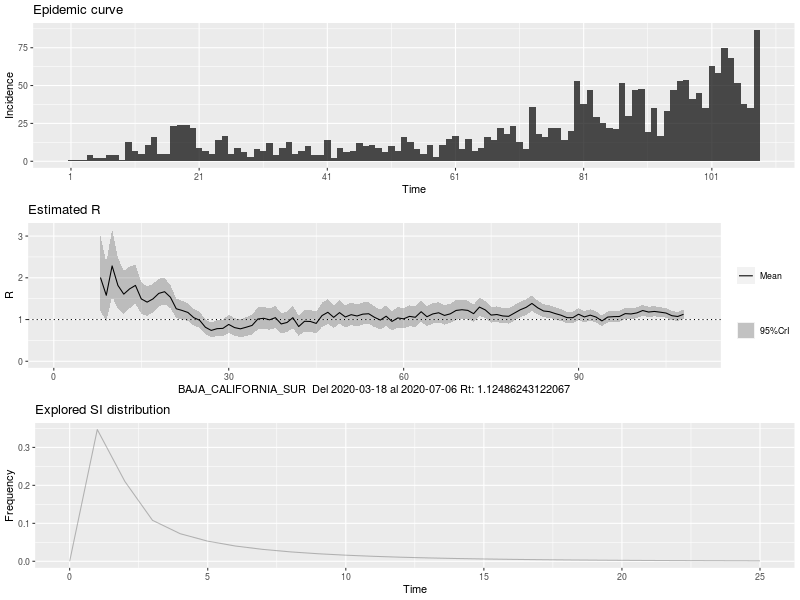 Epidemic curve
75
50
25
0
Incidence
1 21 41 61 81 101
Time
Estimated R
3
2
1
0
R
Mean
95%CrI
0 30 60 90
BAJA_CALIFORNIA_SUR Del 2020-03-18 al 2020-07-06 Rt: 1.12486243122067
Explored SI distribution
0.3
0.2
0.1
0.0
Frequency
0 5 10 15 20 25
Time